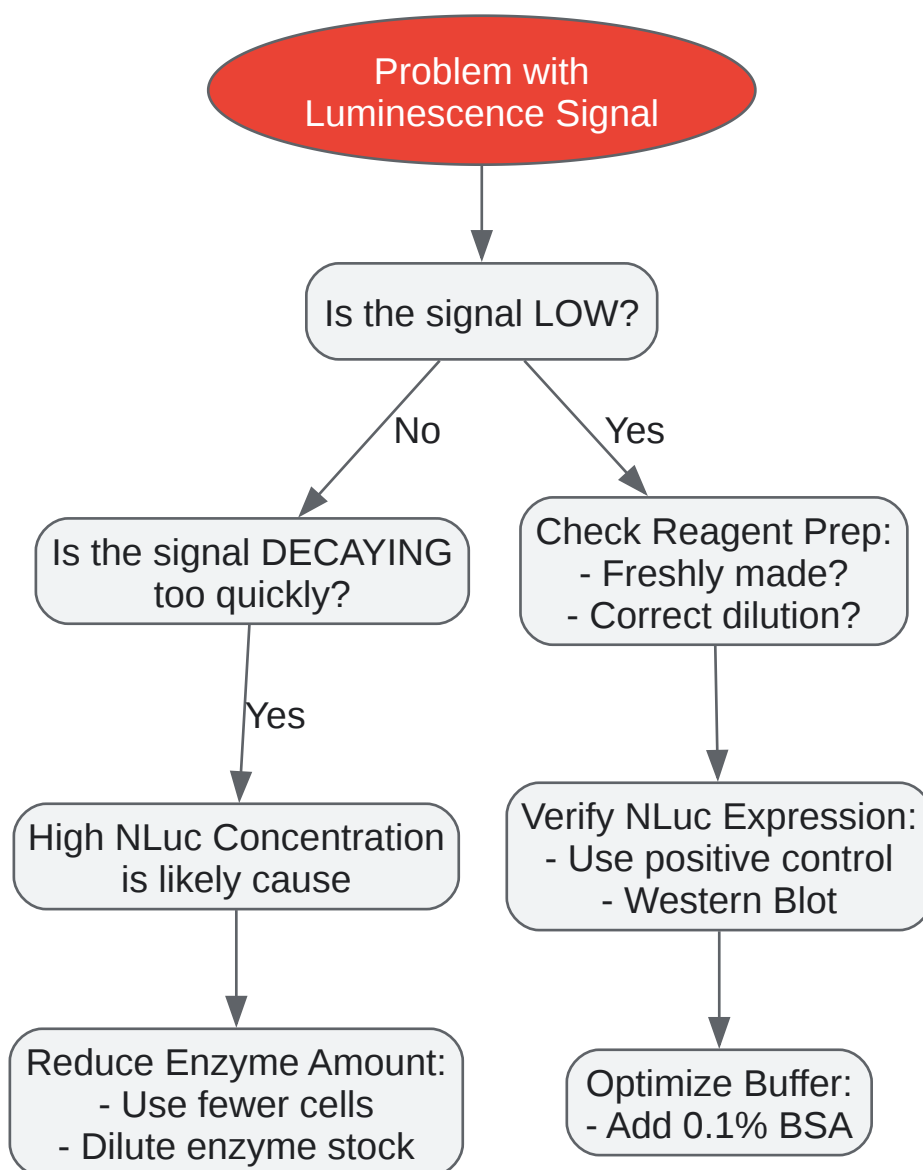 Problem with
Luminescence Signal
Is the signal LOW?
No
Yes
Is the signal DECAYING
too quickly?
Check Reagent Prep:
- Freshly made?
- Correct dilution?
Yes
High NLuc Concentration
is likely cause
Verify NLuc Expression:
- Use positive control
- Western Blot
Reduce Enzyme Amount:
- Use fewer cells
- Dilute enzyme stock
Optimize Buffer:
- Add 0.1% BSA